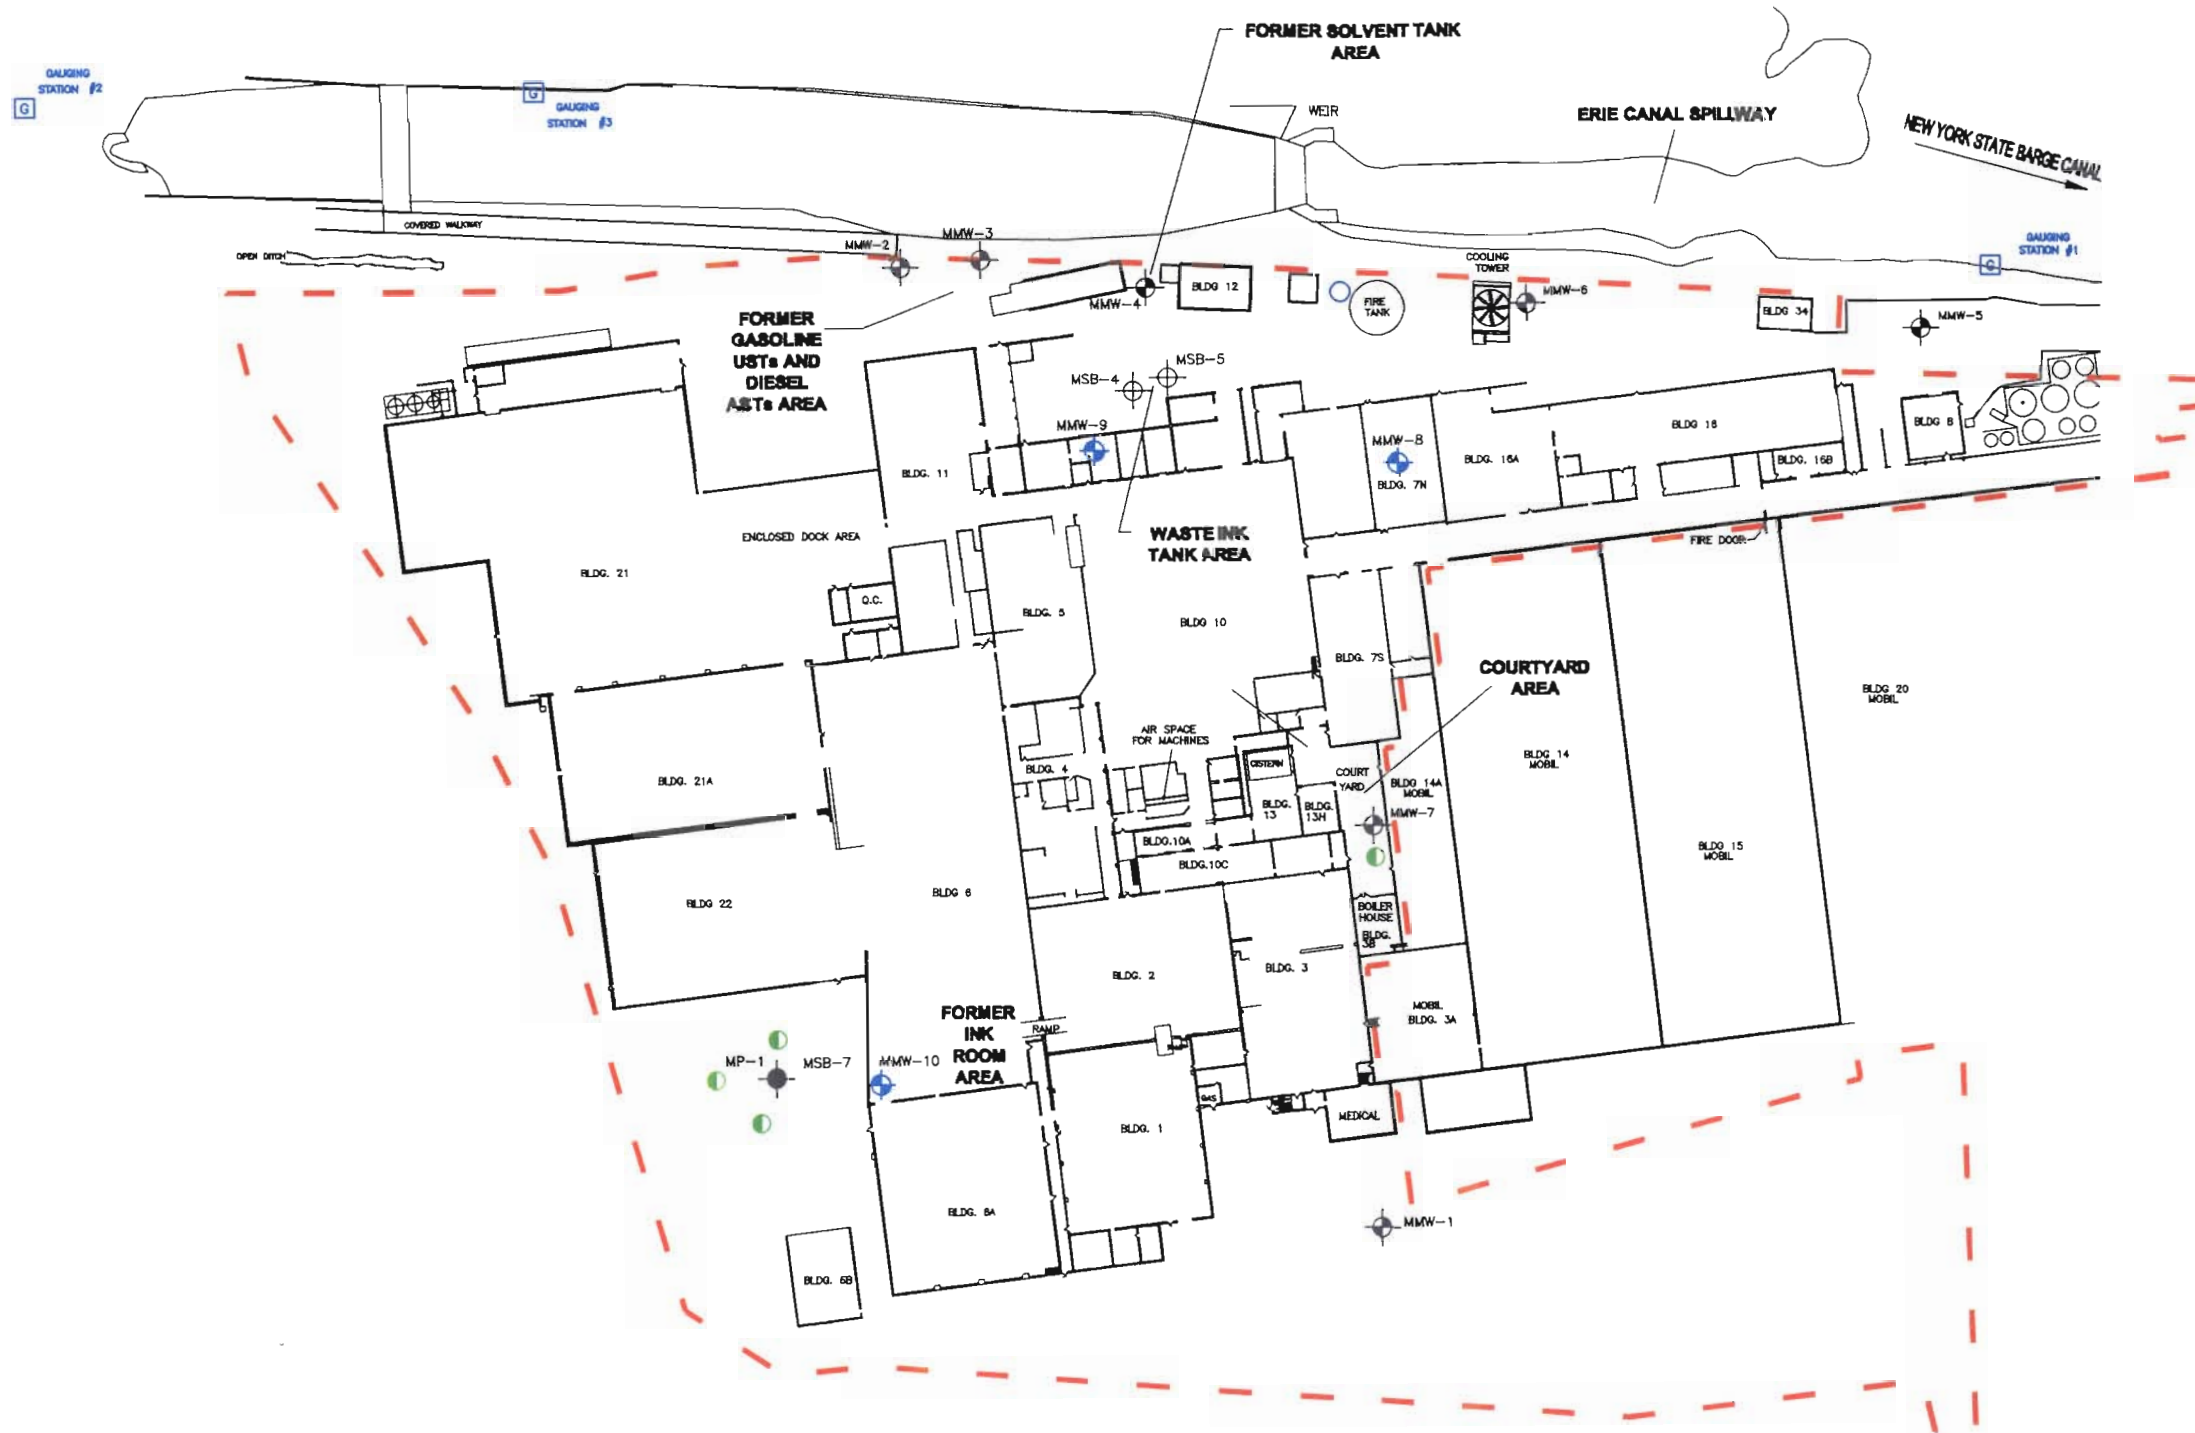 FORMER SOLVENT TANK
AREA
GAUGING
STATION #2
G
G
GAUGING
STATION #3
WEIR
ERIE CANAL SPILLWAY
NEW YORK STATE BARGE CANAL
COVERED WALKWAY
OPEN DITCH
MMW-2
MMW-3
GAUGING
STATION #1
G
COOLING
TOWER
MMW-4
BLDG 12
FIRE
TANK
MMW-6
BLDG 34
MMW-5
FORMER
GASOLINE
USTs AND
DIESEL
ASTs AREA
MSB-5
MSB-4
MMW-9
MMW-8
BLDG. 7N
BLDG. 16A
BLDG 16
BLDG. 16B
BLDG 8
BLDG. 11
ENCLOSED DOCK AREA
WASTE INK
TANK AREA
FIRE DOOR
BLDG. 21
Q.C.
BLDG. 5
BLDG 10
BLDG. 7S
COURTYARD
AREA
BLDG 20
MOBIL
AIR SPACE
FOR MACHINES
BLDG 14
MOBIL
BLDG. 4
CISTERN
COURT
YARD
BLDG 14A
MOBIL
BLDG. 21A
BLDG.
13
BLDG.
13H
MMW-7
BLDG.10A
BLDG.10C
BLDG 15
MOBIL
BLDG 22
BLDG 6
BOILER
HOUSE
BLDG.
3B
BLDG. 2
BLDG. 3
MOBIL
BLDG. 3A
FORMER
INK
ROOM
AREA
RAMP
MP-1
MSB-7
MMW-10
GAS
MEDICAL
BLDG. 1
BLDG. 6A
MMW-1
BLDG. 6B